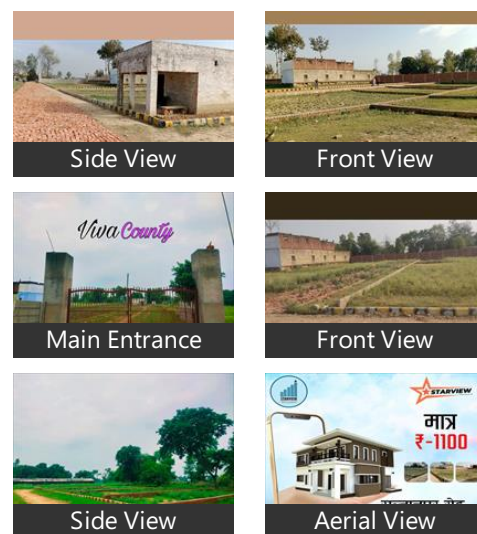 Side View
Front View
Viva County
Main Entrance
Front View
Side View
STARVIEW
मात्र
₹-1100
Aerial View